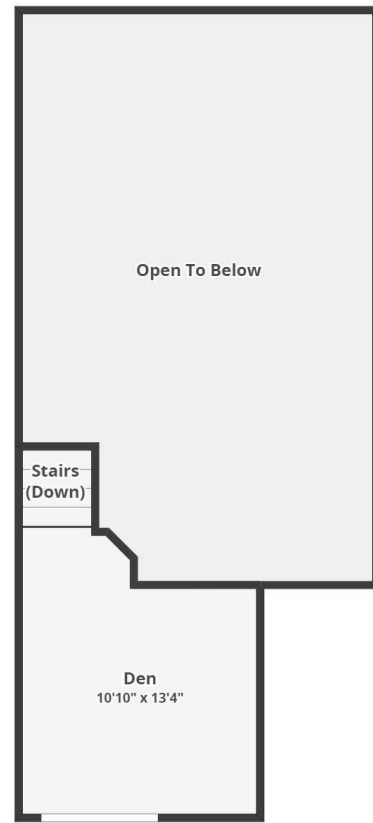 Open To Below
Stairs
(Down)
Den
10'10" x 13'4"